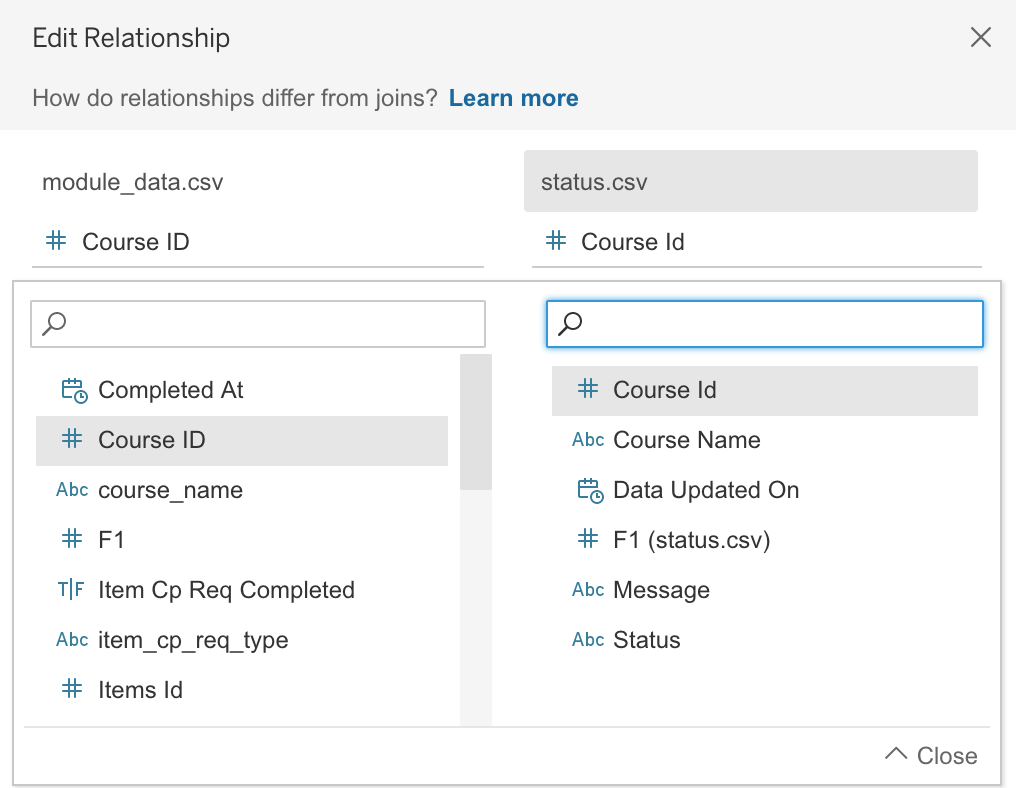 Edit Relationship
How do relationships differ from joins? Learn more
module_data.csv
status.csv
Course ID
Course Id
Completed At
Course ID
Abc course_name
F1
T|F Item Cp Req Completed
Abc item_cp_req_type
Items Id
Course Id
Abc Course Name
Data Updated On
F1 (status.csv)
Abc Message
Abc Status
Close